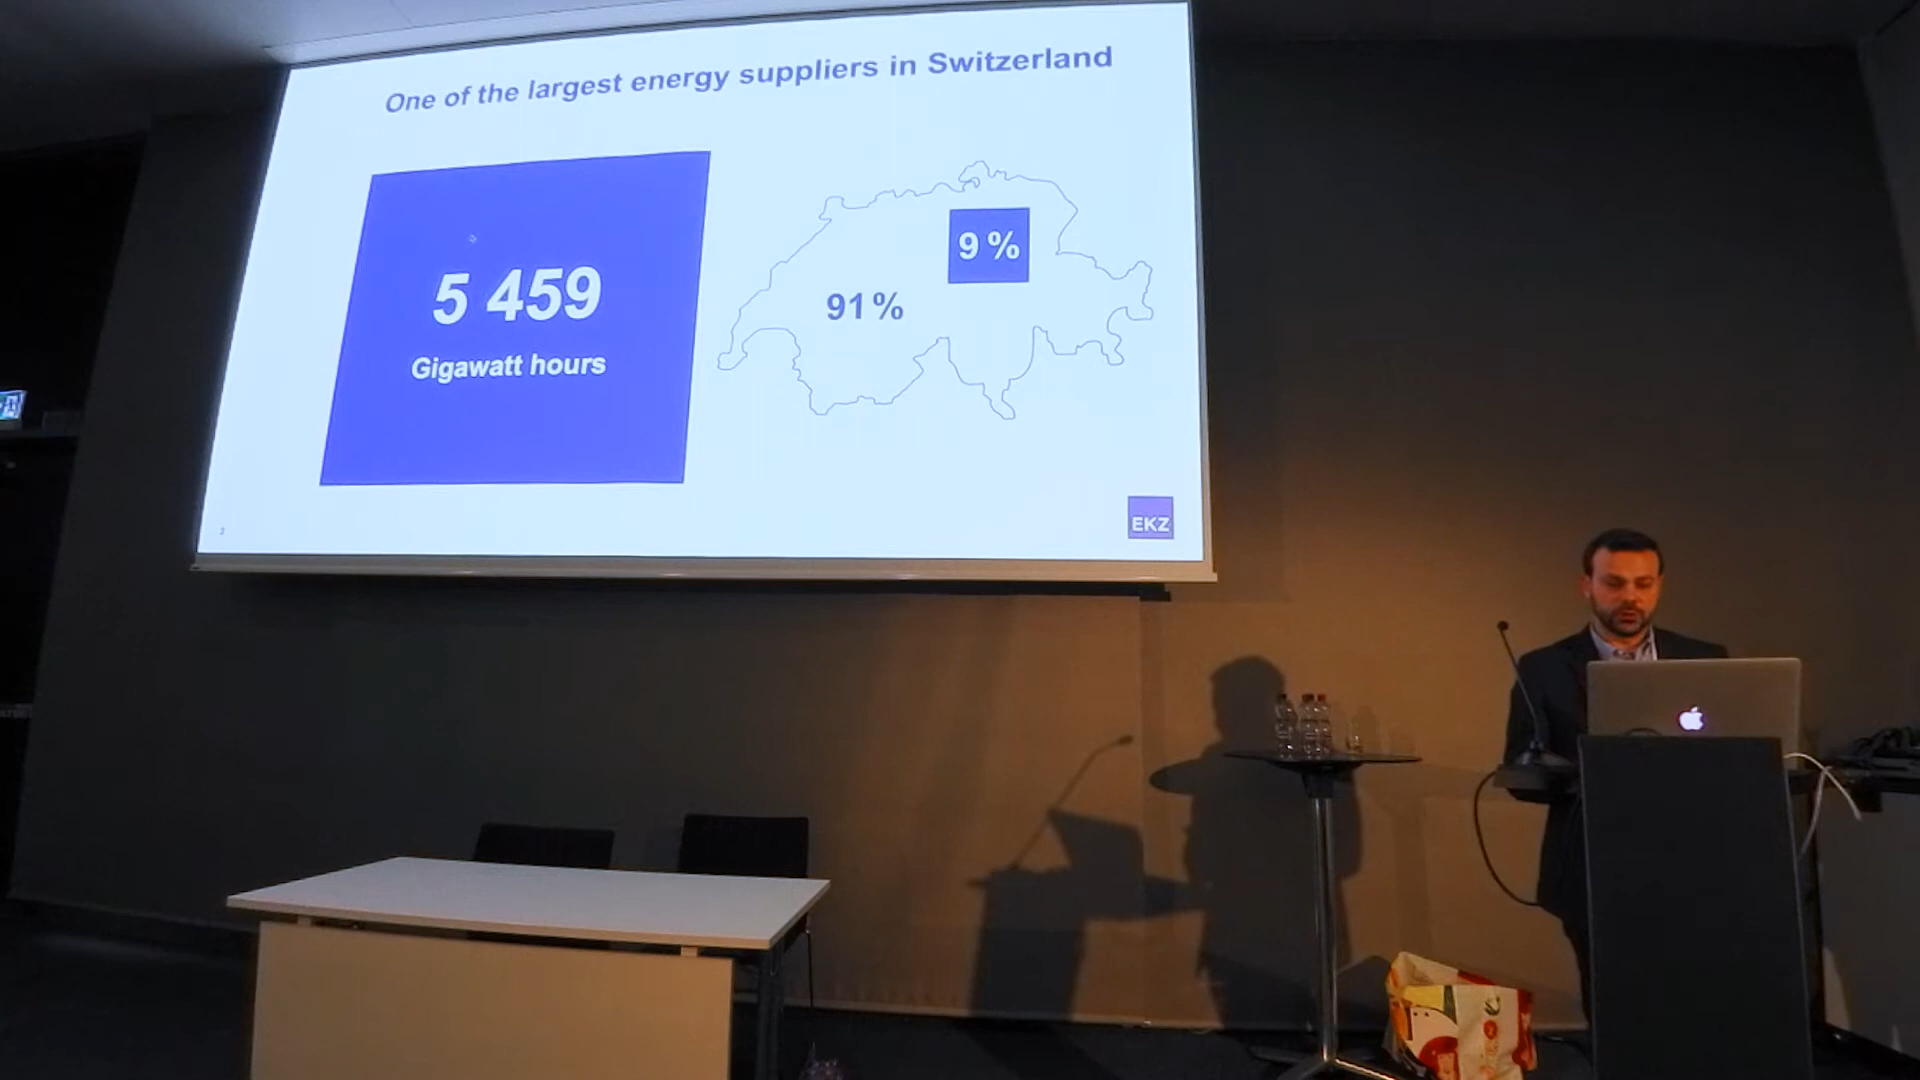 One of the largest energy suppliers in Switzerland
5 459
Gigawatt hours
9 %
91 %
EKZ